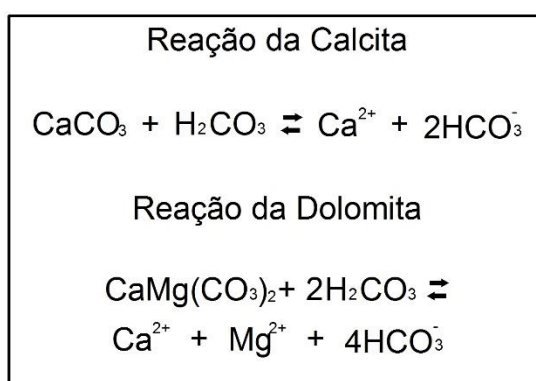 Reação da Calcita
CaCO₃ + H₂CO₃ ⇄ Ca²⁺ + 2HCO₃⁻
Reação da Dolomita
CaMg(CO₃)₂ + 2H₂CO₃ ⇄
Ca²⁺ + Mg²⁺ + 4HCO₃⁻